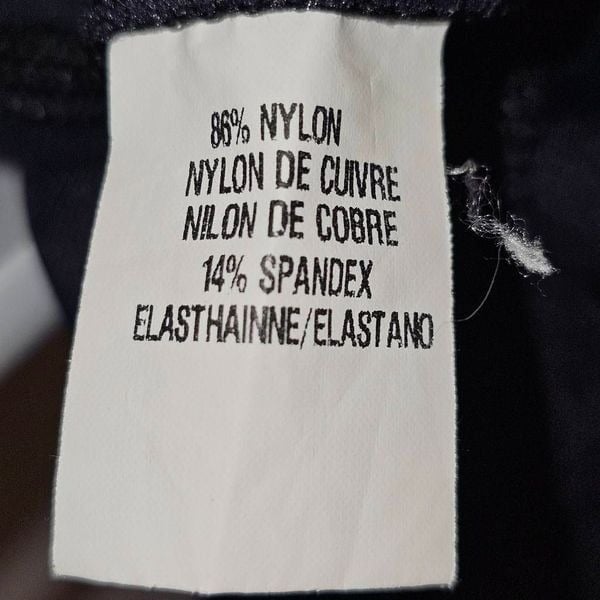 86% NYLON
NYLON DE CUIVRE
NILON DE COBRE
14% SPANDEX
ELASTHAINNE/ELASTANO